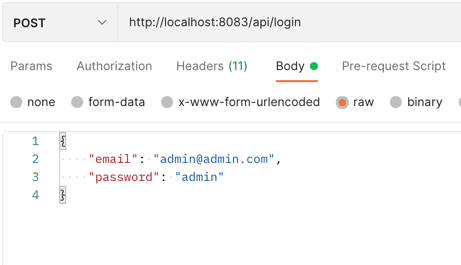 POST http://localhost:8083/api/login
Params Authorization Headers (11) Body Pre-request Script
none form-data x-www-form-urlencoded raw binary
1 {
2 "email": "admin@admin.com",
3 "password": "admin"
4 }